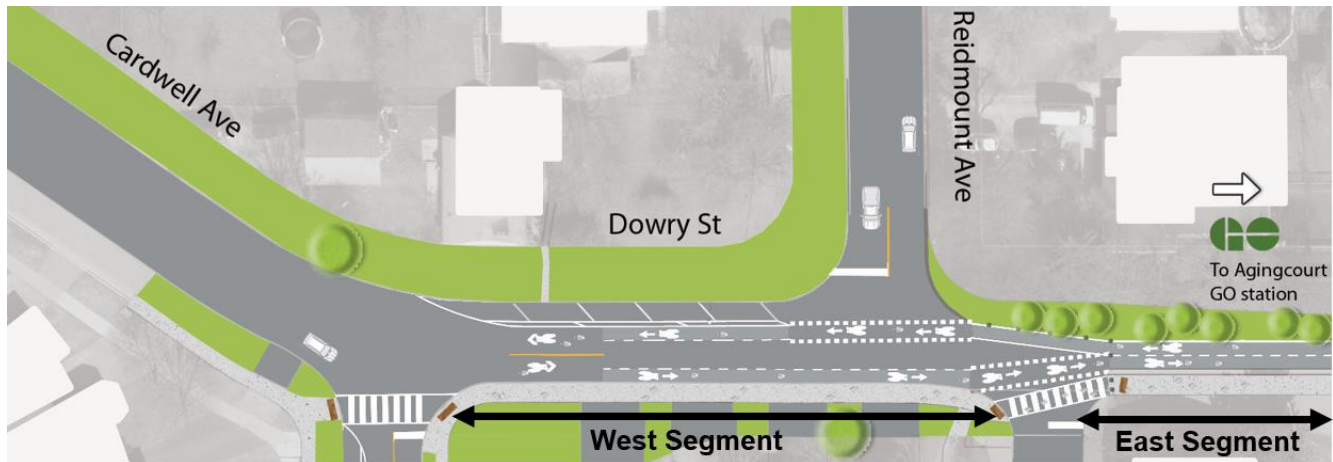 Cardwell Ave
Dowry St
Reidmount Ave
GO
To Agingcourt
GO station
West Segment
East Segment